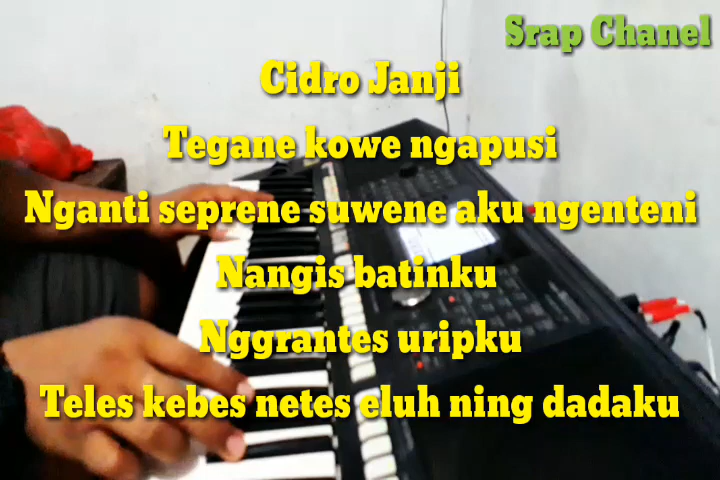 Srap Chanel
Cidro Janji
Tegane kowe ngapusi
Nganti seprene suwene aku ngenteni
Nangis batinku
Nggrantes uripku
Teles kebes netes eluh ning dadaku